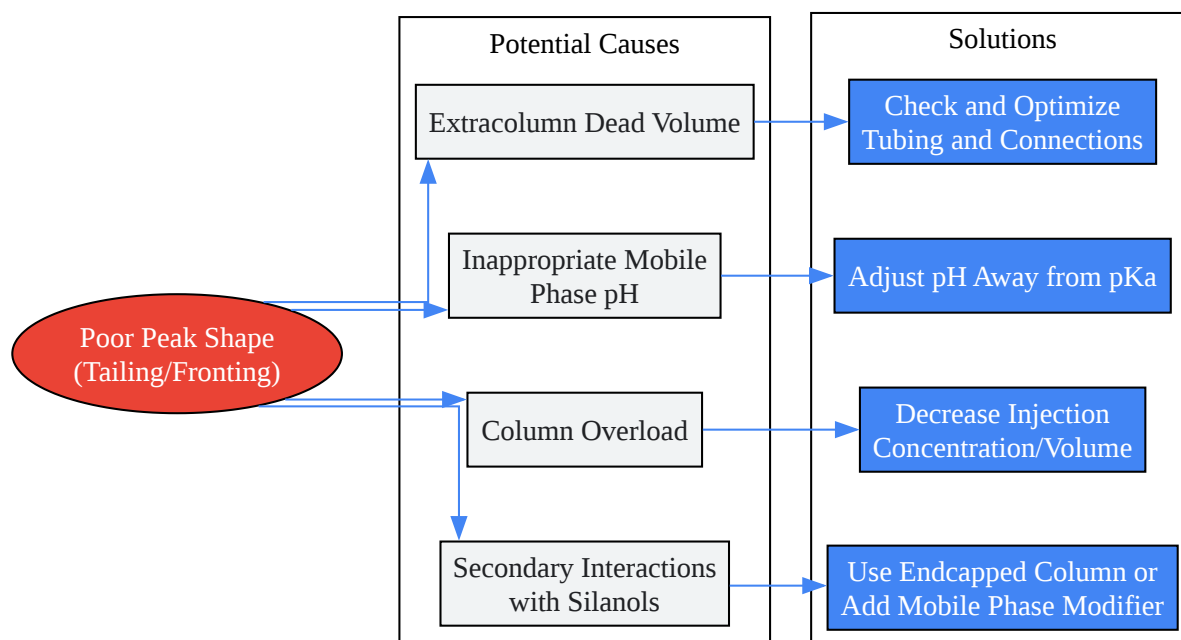 Potential Causes
Solutions
Extracolumn Dead Volume
Check and Optimize
Tubing and Connections
Inappropriate Mobile
Phase pH
Adjust pH Away from pKa
Poor Peak Shape
(Tailing/Fronting)
Column Overload
Decrease Injection
Concentration/Volume
Secondary Interactions
with Silanols
Use Endcapped Column or
Add Mobile Phase Modifier